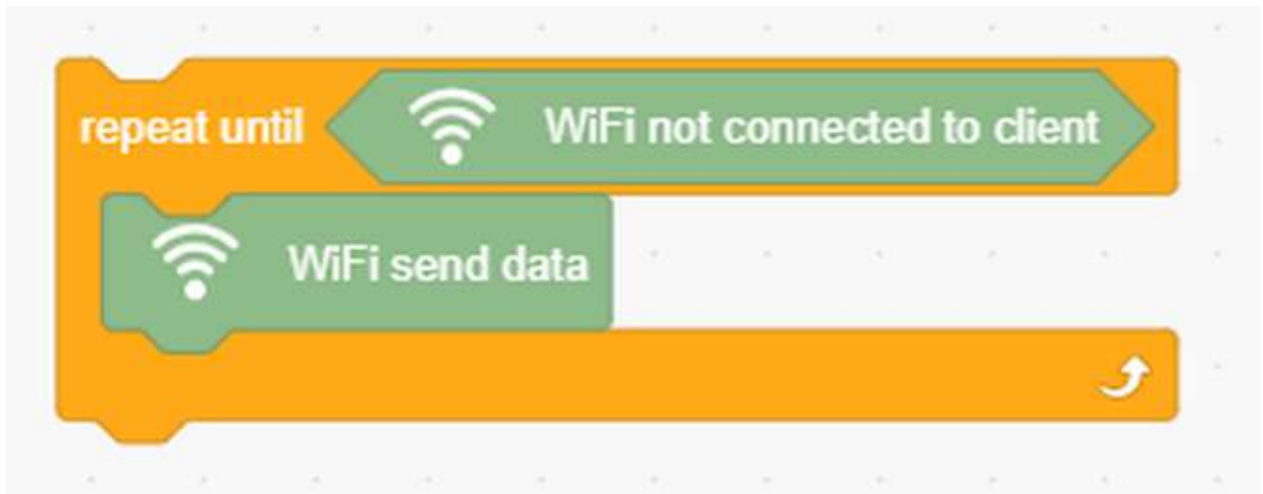 repeat until WiFi not connected to client
WiFi send data